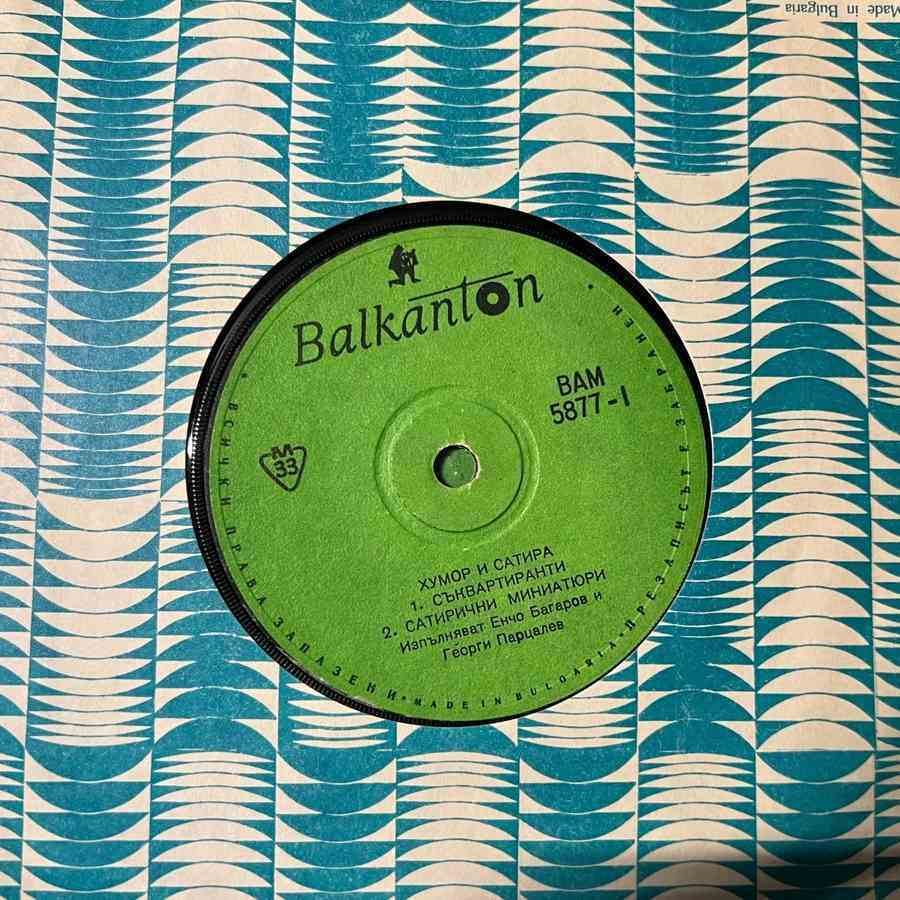 Made in Bulgaria
Balkanton
ВАМ
5877-I
М
33
ХУМОР И САТИРА
1. СЪКВАРТИРАНТИ
2. САТИРИЧНИ МИНИАТЮРИ
Изпълняват Енчо Багаров и
Георги Парцалев
• ВСИЧКИ ПРАВА ЗАПАЗЕНИ • MADE IN BULGARIA • ПРЕЗАПИСЪТ Е ЗАБРАНЕН •